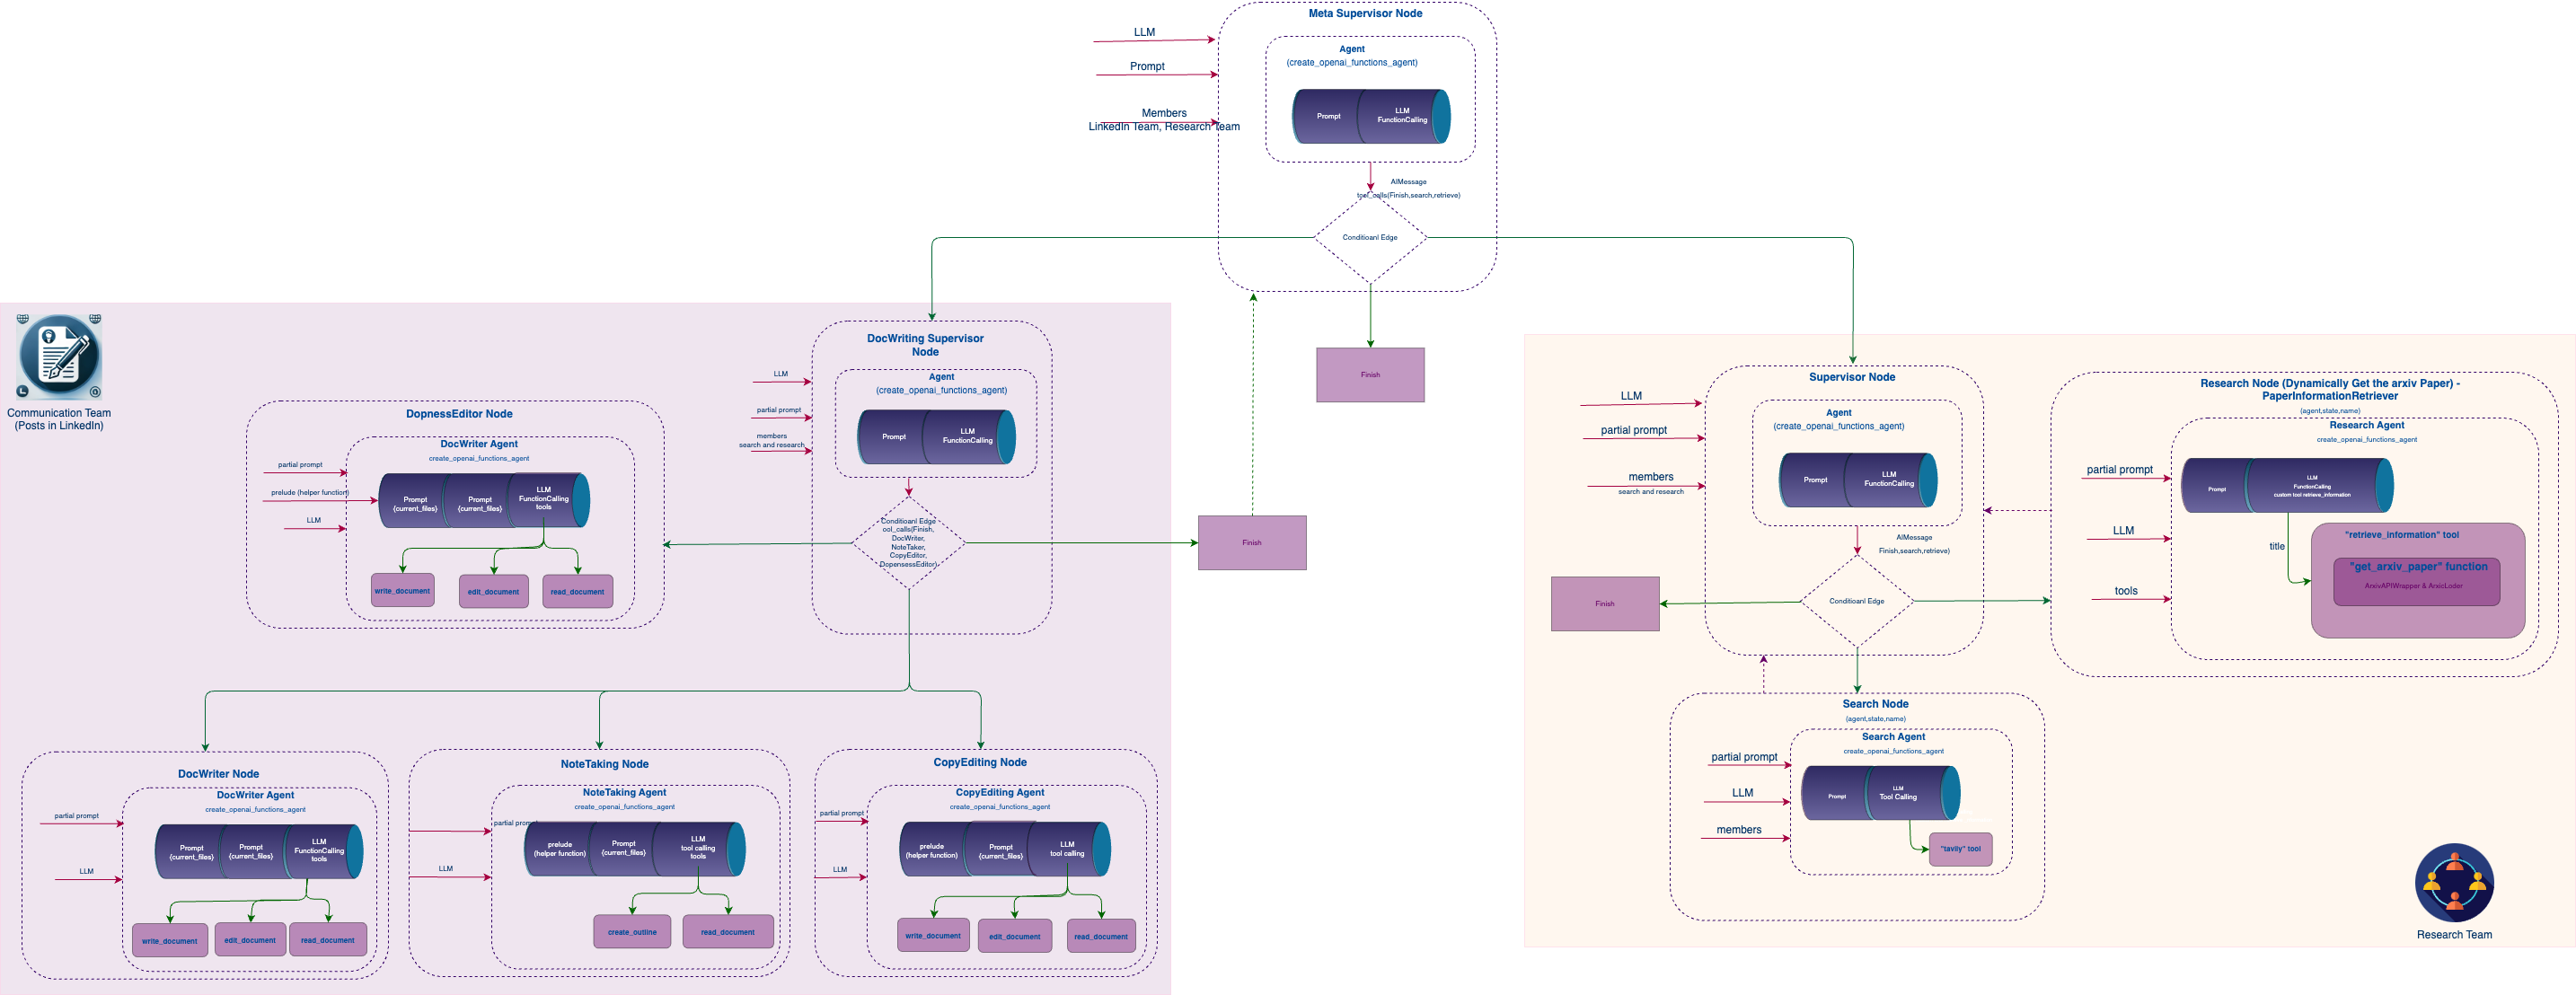 Meta Supervisor Node
LLM
Prompt
Members
LinkedIn Team, Research Team
Agent
(create_openai_functions_agent)
Prompt
LLM
FunctionCalling
AIMessage
tool_calls(Finish,search,retrieve)
Conditioanl Edge
Finish
Communication Team
(Posts in LinkedIn)
DocWriting Supervisor
Node
LLM
partial prompt
members
search and research
Agent
(create_openai_functions_agent)
Prompt
LLM
FunctionCalling
Conditioanl Edge
ool_calls(Finish,
DocWriter,
NoteTaker,
CopyEditor,
DopensessEditor)
Finish
DopnessEditor Node
DocWriter Agent
create_openai_functions_agent
partial prompt
prelude (helper function)
LLM
Prompt
{current_files}
Prompt
{current_files}
LLM
FunctionCalling
tools
write_document
edit_document
read_document
DocWriter Node
DocWriter Agent
create_openai_functions_agent
partial prompt
LLM
Prompt
{current_files}
Prompt
{current_files}
LLM
FunctionCalling
tools
write_document
edit_document
read_document
NoteTaking Node
NoteTaking Agent
create_openai_functions_agent
partial prompt
LLM
prelude
(helper function)
Prompt
{current_files}
LLM
tool calling
tools
create_outline
read_document
CopyEditing Node
CopyEditing Agent
create_openai_functions_agent
partial prompt
LLM
prelude
(helper function)
Prompt
{current_files}
LLM
tool calling
write_document
edit_document
read_document
Supervisor Node
LLM
partial prompt
members
search and research
Agent
(create_openai_functions_agent)
Prompt
LLM
FunctionCalling
AIMessage
Finish,search,retrieve)
Conditioanl Edge
Finish
Research Node (Dynamically Get the arxiv Paper) -
PaperInformationRetriever
(agent,state,name)
Research Agent
create_openai_functions_agent
partial prompt
LLM
tools
Prompt
LLM
FunctionCalling
custom tool retrieve_information
title
"retrieve_information" tool
"get_arxiv_paper" function
ArxivAPIWrapper & ArxicLoder
Search Node
(agent,state,name)
Search Agent
create_openai_functions_agent
partial prompt
LLM
members
Prompt
LLM
Tool Calling
"tavily" tool
Research Team